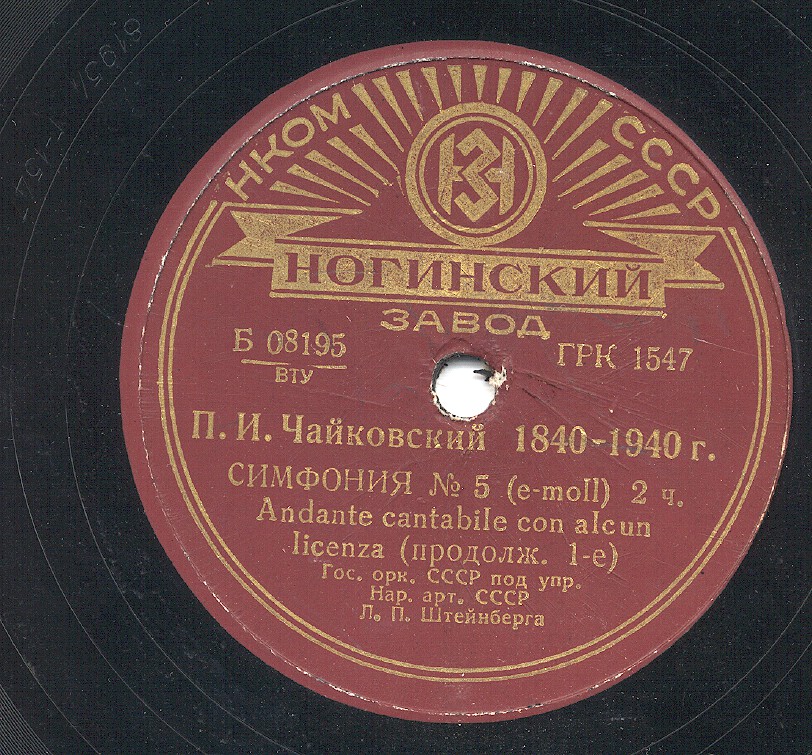 НКОМ СССР
НЗН
НОГИНСКИЙ
ЗАВОД
Б 08195 ГРК 1547
ВТУ
П. И. Чайковский 1840-1940 г.
СИМФОНИЯ № 5 (e-moll) 2 ч.
Andante cantabile con alcun
licenza (продолж. 1-е)
Гос. орк. СССР под упр.
Нар. арт. СССР
Л. П. Штейнберга